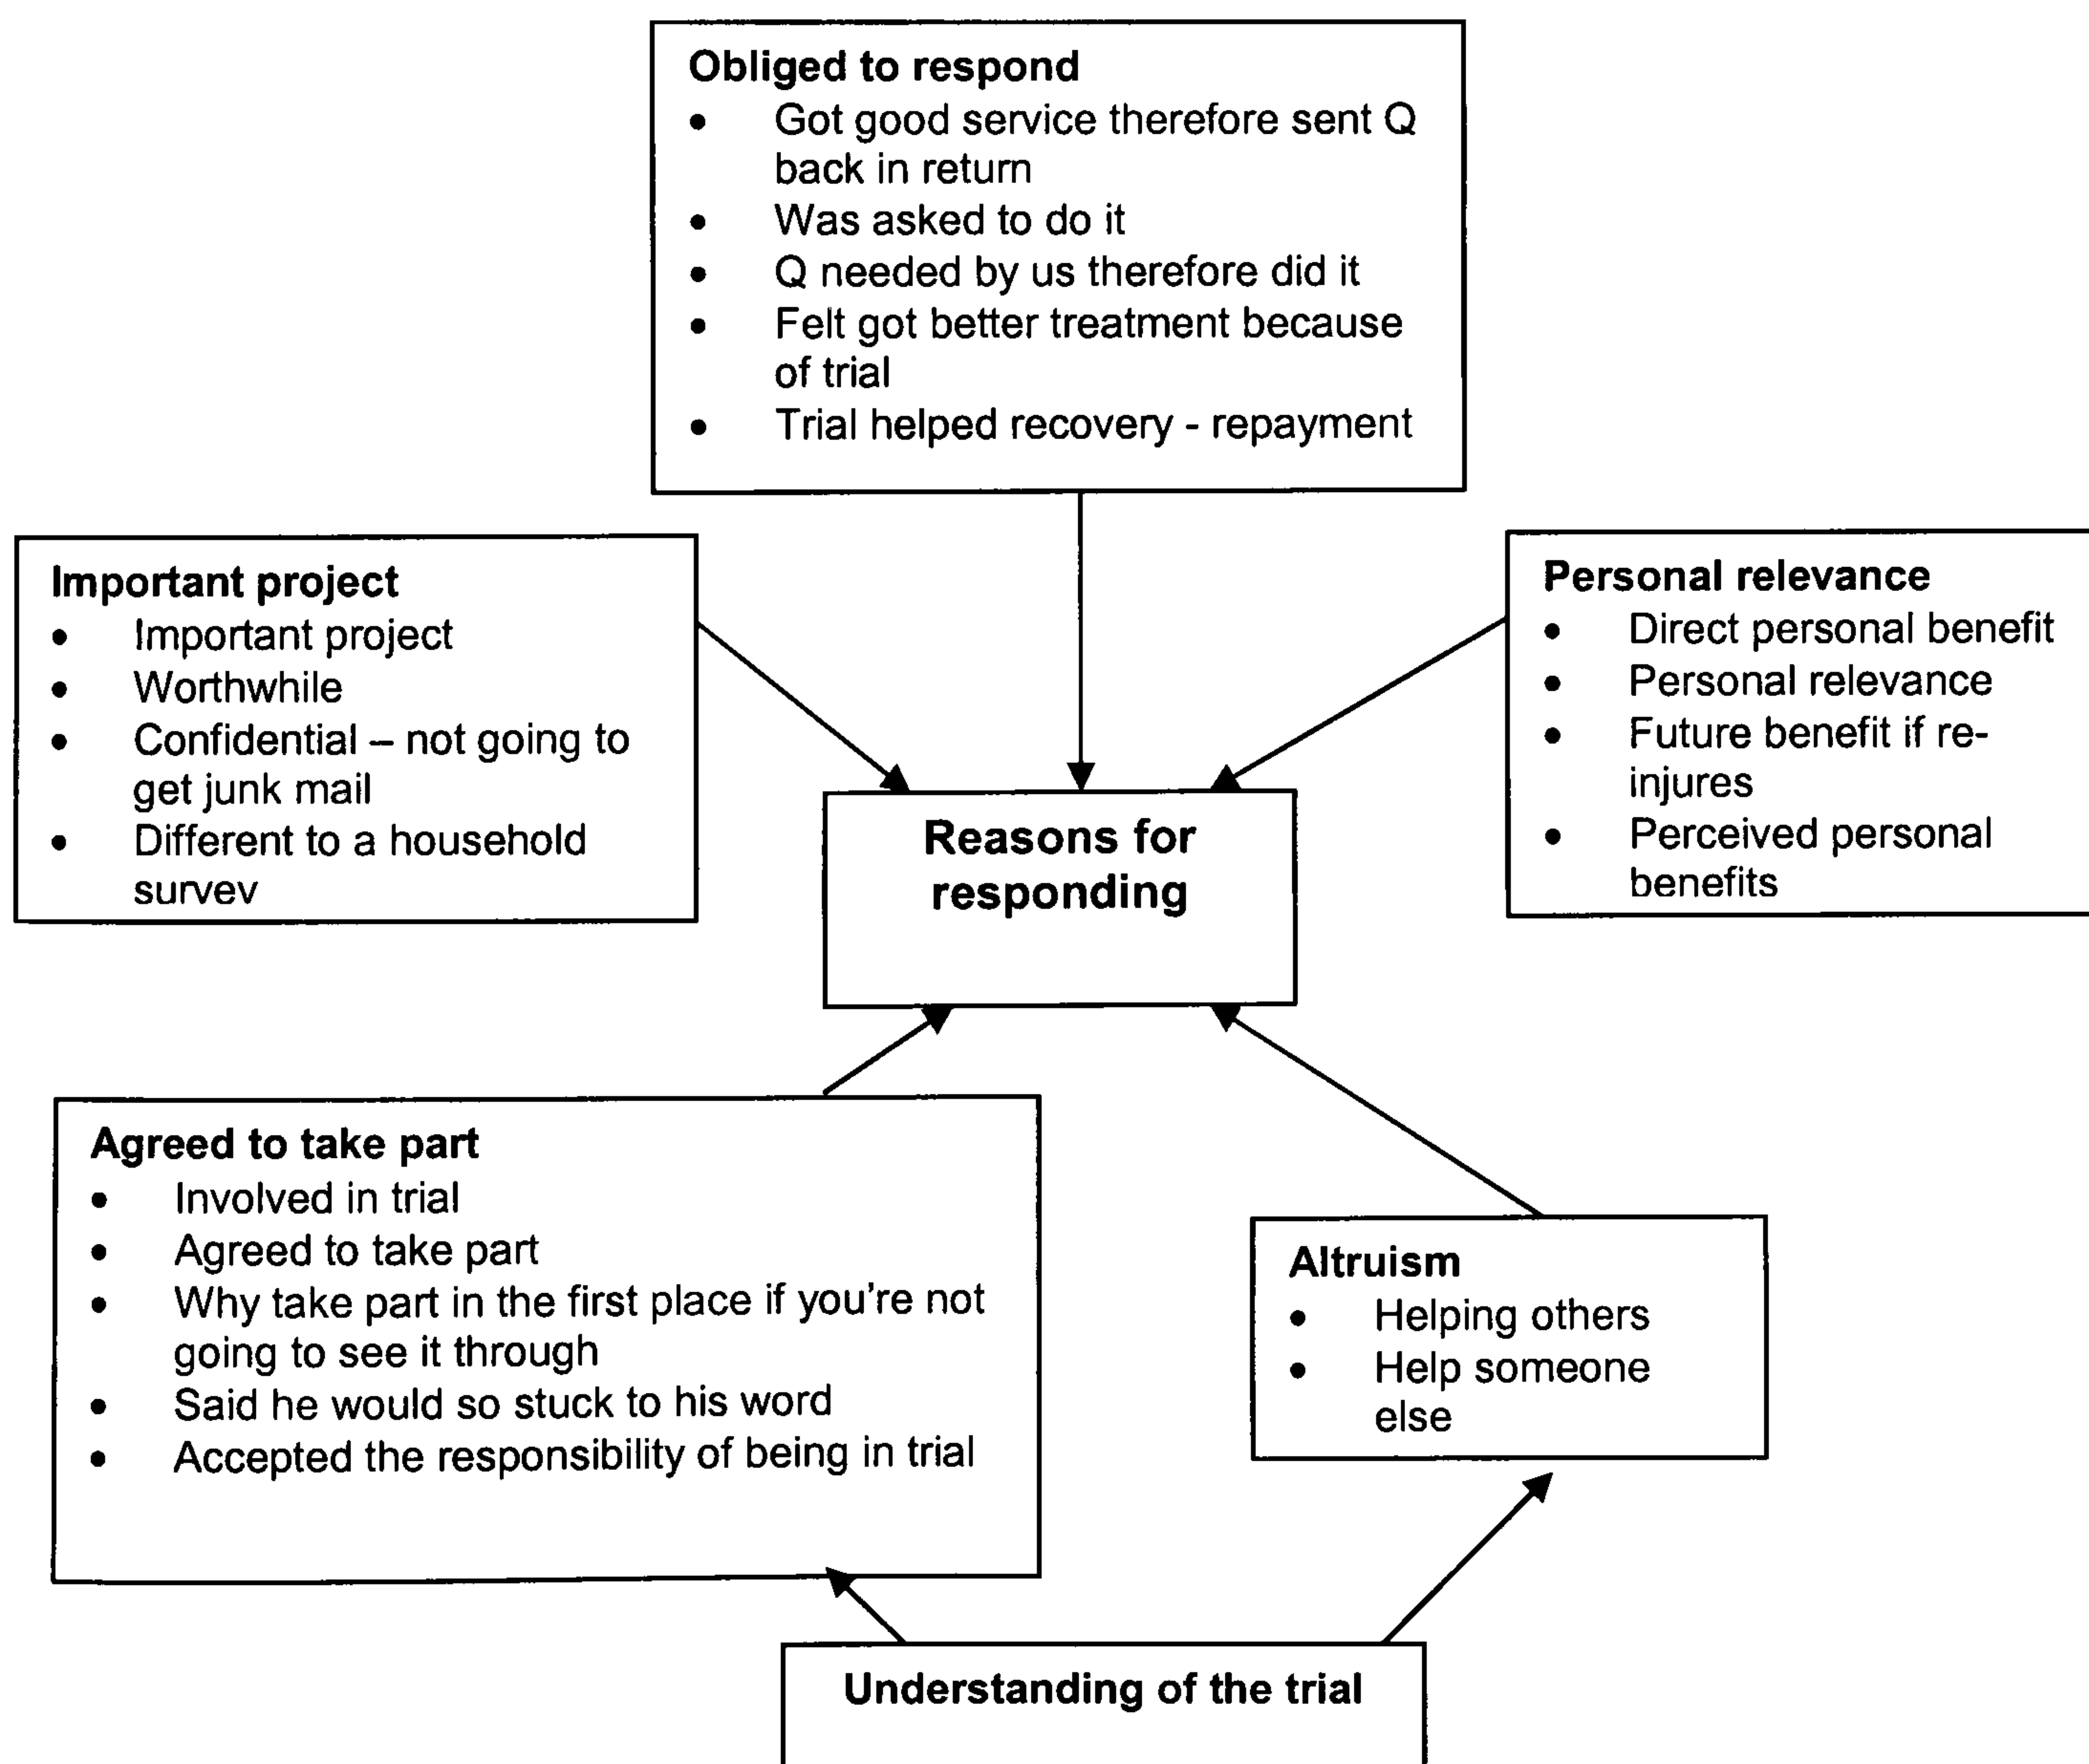 Obliged to respond
• Got good service therefore sent Q
back in return
• Was asked to do it
• Q needed by us therefore did it
• Felt got better treatment because
of trial
• Trial helped recovery - repayment
Important project
• Important project
• Worthwhile
• Confidential – not going to
get junk mail
• Different to a household
survey
Personal relevance
• Direct personal benefit
• Personal relevance
• Future benefit if re-
injures
• Perceived personal
benefits
Reasons for
responding
Agreed to take part
• Involved in trial
• Agreed to take part
• Why take part in the first place if you're not
going to see it through
• Said he would so stuck to his word
• Accepted the responsibility of being in trial
Altruism
• Helping others
• Help someone
else
Understanding of the trial